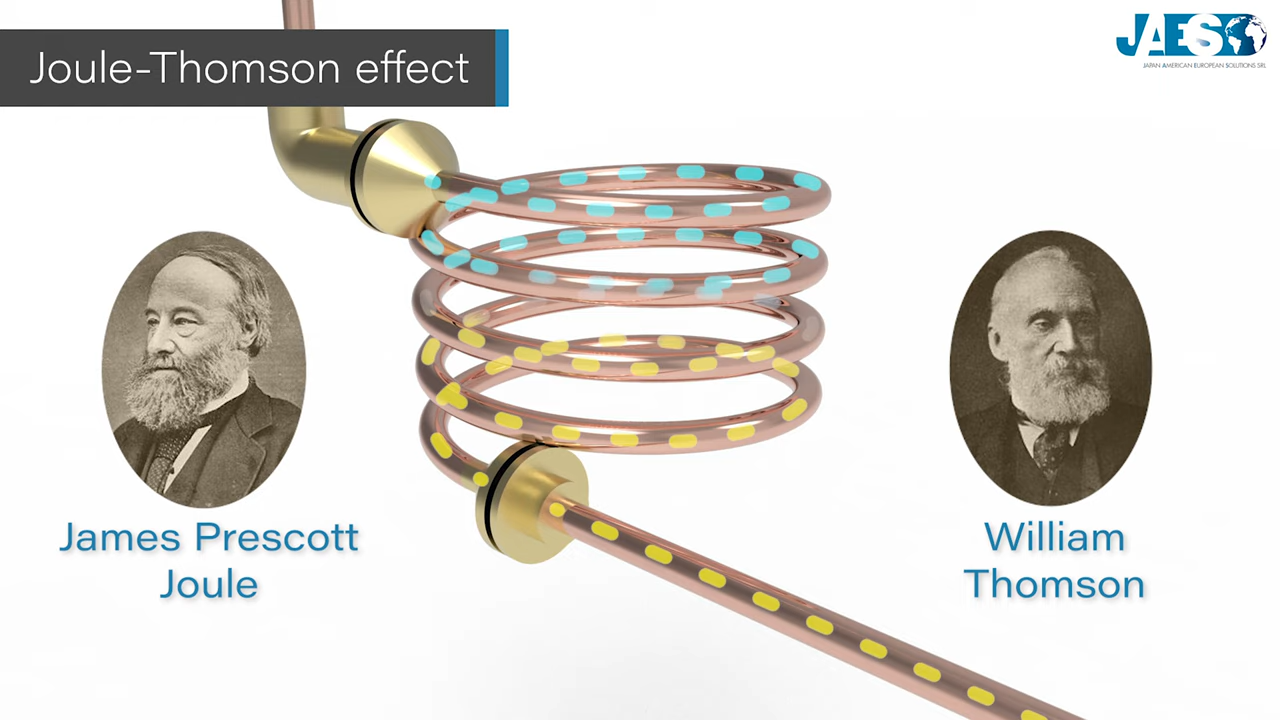 Joule-Thomson effect
JAES
JAPAN AMERICAN EUROPEAN SOLUTIONS SRL
James Prescott
Joule
William
Thomson